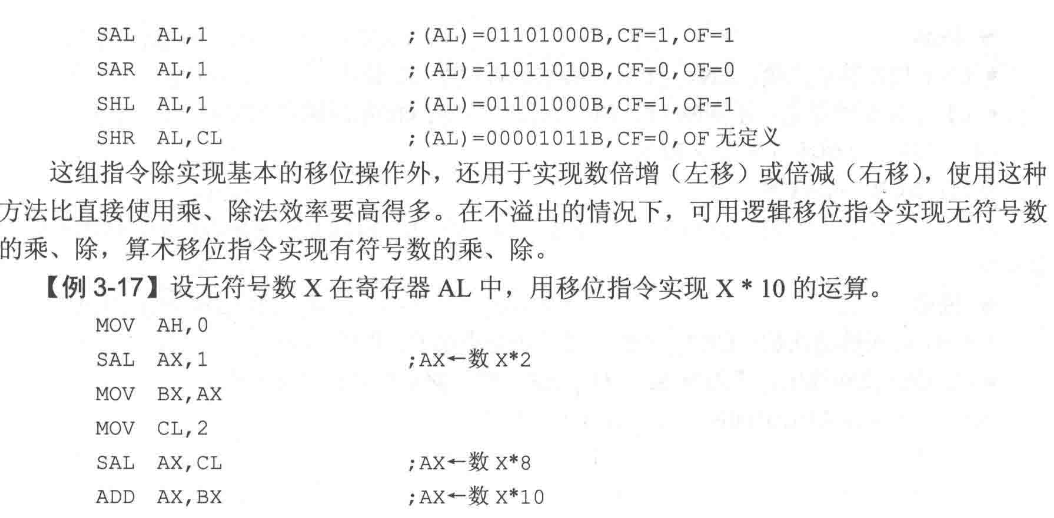 SAL AL,1 ;(AL)=01101000B,CF=1,OF=1
SAR AL,1 ;(AL)=11011010B,CF=0,OF=0
SHL AL,1 ;(AL)=01101000B,CF=1,OF=1
SHR AL,CL ;(AL)=00001011B,CF=0,OF 无定义
这组指令除实现基本的移位操作外，还用于实现数倍增（左移）或倍减（右移），使用这种
方法比直接使用乘、除法效率要高得多。在不溢出的情况下，可用逻辑移位指令实现无符号数
的乘、除，算术移位指令实现有符号数的乘、除。
【例 3-17】设无符号数 X 在寄存器 AL 中，用移位指令实现 X * 10 的运算。
MOV AH,0
SAL AX,1 ;AX←数 X*2
MOV BX,AX
MOV CL,2
SAL AX,CL ;AX←数 X*8
ADD AX,BX ;AX←数 X*10